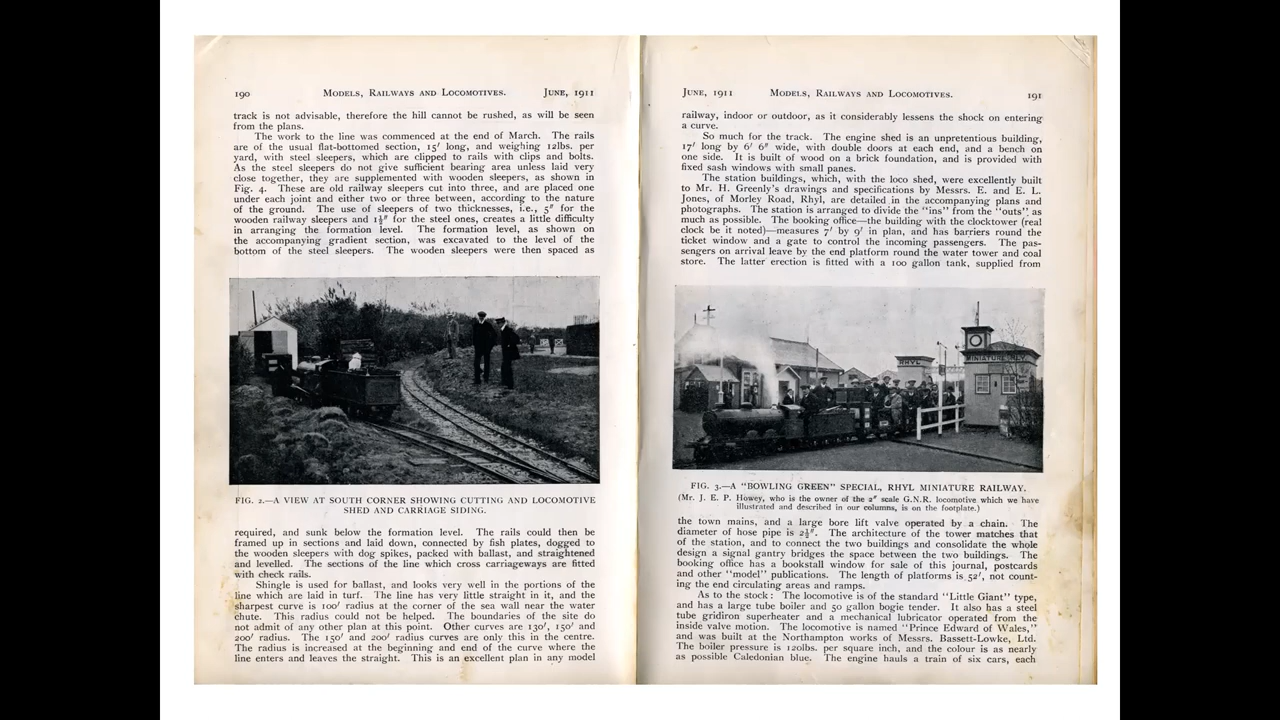 190 MODELS, RAILWAYS AND LOCOMOTIVES. JUNE, 1911
track is not advisable, therefore the hill cannot be rushed, as will be seen
from the plans.
The work to the line was commenced at the end of March. The rails
are of the usual flat-bottomed section, 15′ long, and weighing 12lbs. per
yard, with steel sleepers, which are clipped to rails with clips and bolts.
As the steel sleepers do not give sufficient bearing area unless laid very
close together, they are supplemented with wooden sleepers, as shown in
Fig. 4. These are old railway sleepers cut into three, and are placed one
under each joint and either two or three between, according to the nature
of the ground. The use of sleepers of two thicknesses, i.e., 5″ for the
wooden railway sleepers and 1½″ for the steel ones, creates a little difficulty
in arranging the formation level. The formation level, as shown on
the accompanying gradient section, was excavated to the level of the
bottom of the steel sleepers. The wooden sleepers were then spaced as
FIG. 2.—A VIEW AT SOUTH CORNER SHOWING CUTTING AND LOCOMOTIVE
SHED AND CARRIAGE SIDING.
required, and sunk below the formation level. The rails could then be
framed up in sections and laid down, connected by fish plates, dogged to
the wooden sleepers with dog spikes, packed with ballast, and straightened
and levelled. The sections of the line which cross carriageways are fitted
with check rails.
Shingle is used for ballast, and looks very well in the portions of the
line which are laid in turf. The line has very little straight in it, and the
sharpest curve is 100′ radius at the corner of the sea wall near the water
chute. This radius could not be helped. The boundaries of the site do
not admit of any other plan at this point. Other curves are 130′, 150′ and
200′ radius. The 150′ and 200′ radius curves are only this in the centre.
The radius is increased at the beginning and end of the curve where the
line enters and leaves the straight. This is an excellent plan in any model
JUNE, 1911 MODELS, RAILWAYS AND LOCOMOTIVES. 191
railway, indoor or outdoor, as it considerably lessens the shock on entering
a curve.
So much for the track. The engine shed is an unpretentious building,
17′ long by 6′ 6″ wide, with double doors at each end, and a bench on
one side. It is built of wood on a brick foundation, and is provided with
fixed sash windows with small panes.
The station buildings, which, with the loco shed, were excellently built
to Mr. H. Greenly's drawings and specifications by Messrs. E. and E. L.
Jones, of Morley Road, Rhyl, are detailed in the accompanying plans and
photographs. The station is arranged to divide the "ins" from the "outs" as
much as possible. The booking office—the building with the clocktower (real
clock be it noted)—measures 7′ by 9′ in plan, and has barriers round the
ticket window and a gate to control the incoming passengers. The pas-
sengers on arrival leave by the end platform round the water tower and coal
store. The latter erection is fitted with a 100 gallon tank, supplied from
RHYL
MINIATURE RLY.
FIG. 3.—A "BOWLING GREEN" SPECIAL, RHYL MINIATURE RAILWAY.
(Mr. J. E. P. Howey, who is the owner of the 2″ scale G.N.R. locomotive which we have
illustrated and described in our columns, is on the footplate.)
the town mains, and a large bore lift valve operated by a chain. The
diameter of hose pipe is 2½″. The architecture of the tower matches that
of the station, and to connect the two buildings and consolidate the whole
design a signal gantry bridges the space between the two buildings. The
booking office has a bookstall window for sale of this journal, postcards
and other "model" publications. The length of platforms is 52′, not count-
ing the end circulating areas and ramps.
As to the stock: The locomotive is of the standard "Little Giant" type,
and has a large tube boiler and 50 gallon bogie tender. It also has a steel
tube gridiron superheater and a mechanical lubricator operated from the
inside valve motion. The locomotive is named "Prince Edward of Wales,"
and was built at the Northampton works of Messrs. Bassett-Lowke, Ltd.
The boiler pressure is 120lbs. per square inch, and the colour is as nearly
as possible Caledonian blue. The engine hauls a train of six cars, each